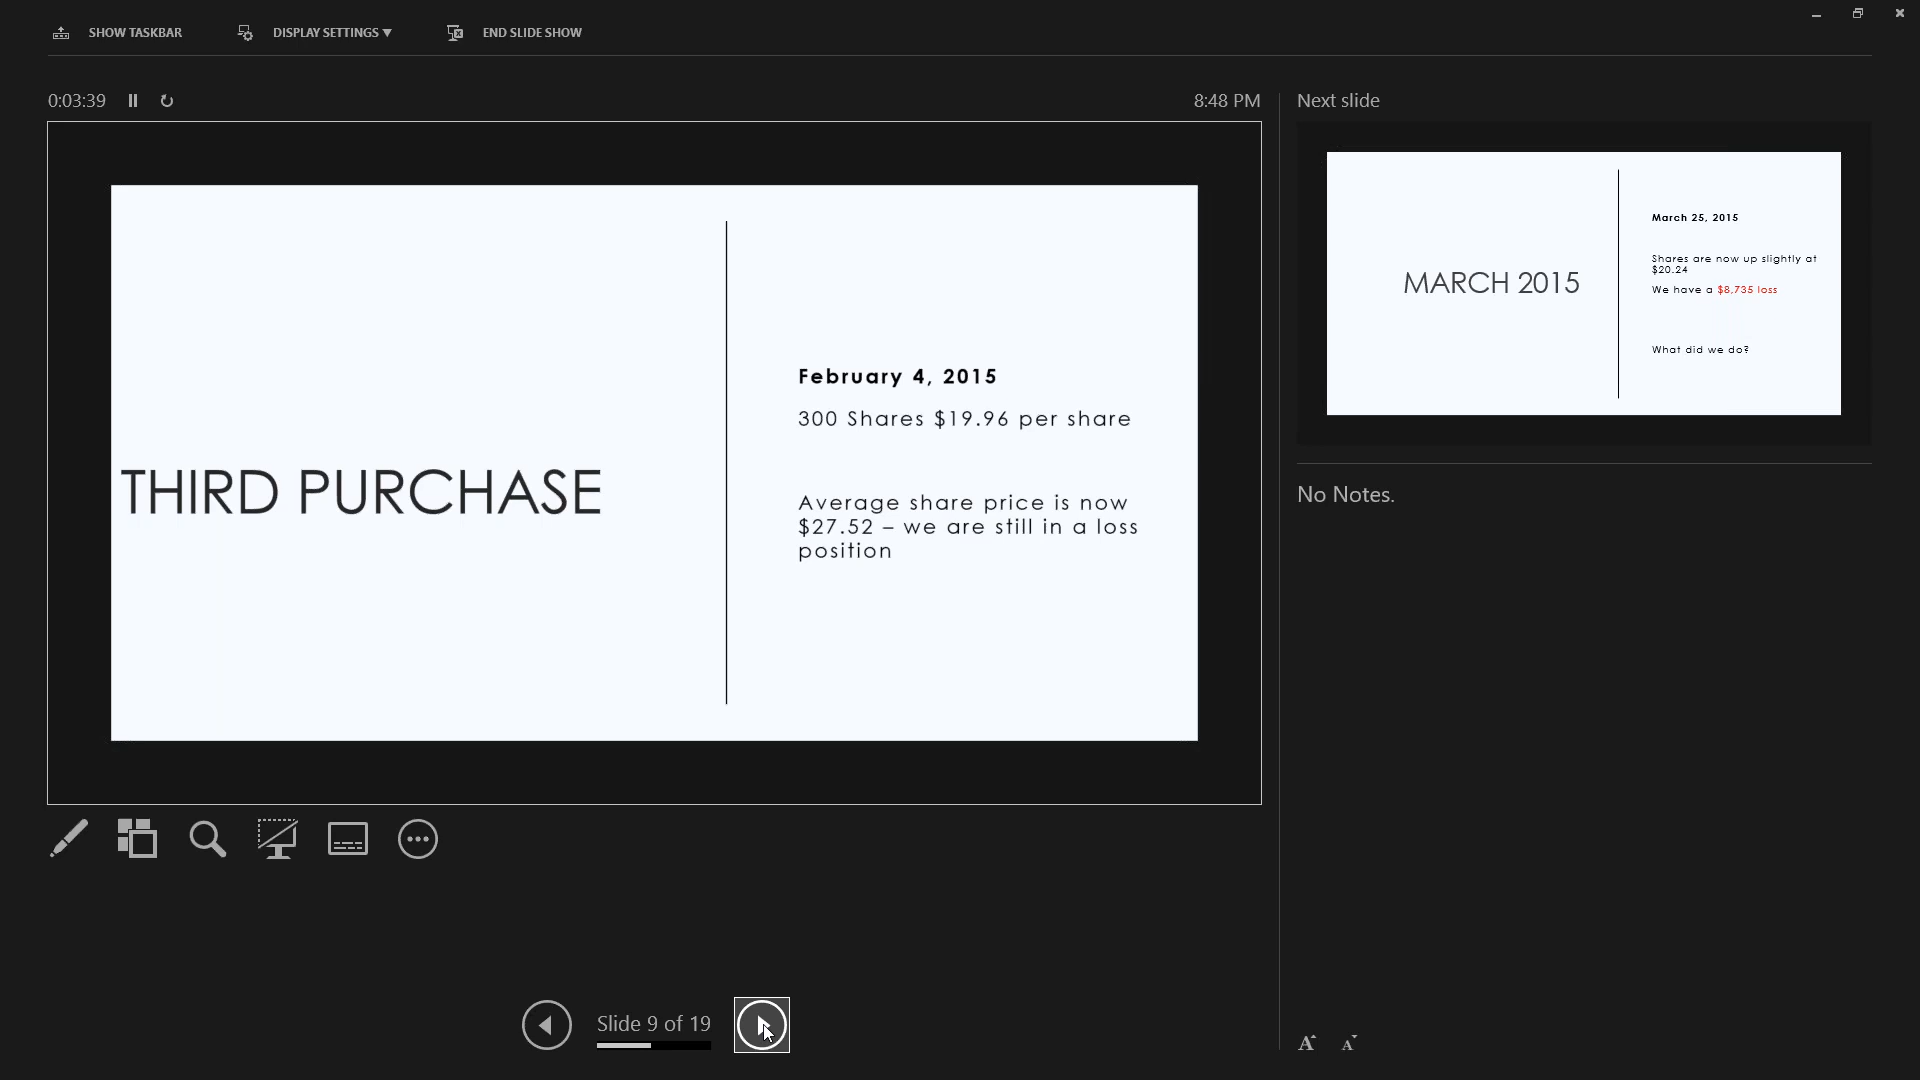 SHOW TASKBAR
DISPLAY SETTINGS ▼
END SLIDE SHOW
0:03:39
8:48 PM
Next slide
THIRD PURCHASE
February 4, 2015
300 Shares $19.96 per share
Average share price is now
$27.52 – we are still in a loss
position
MARCH 2015
March 25, 2015
Shares are now up slightly at
$20.24
We have a $8,735 loss
What did we do?
No Notes.
Slide 9 of 19
A
A